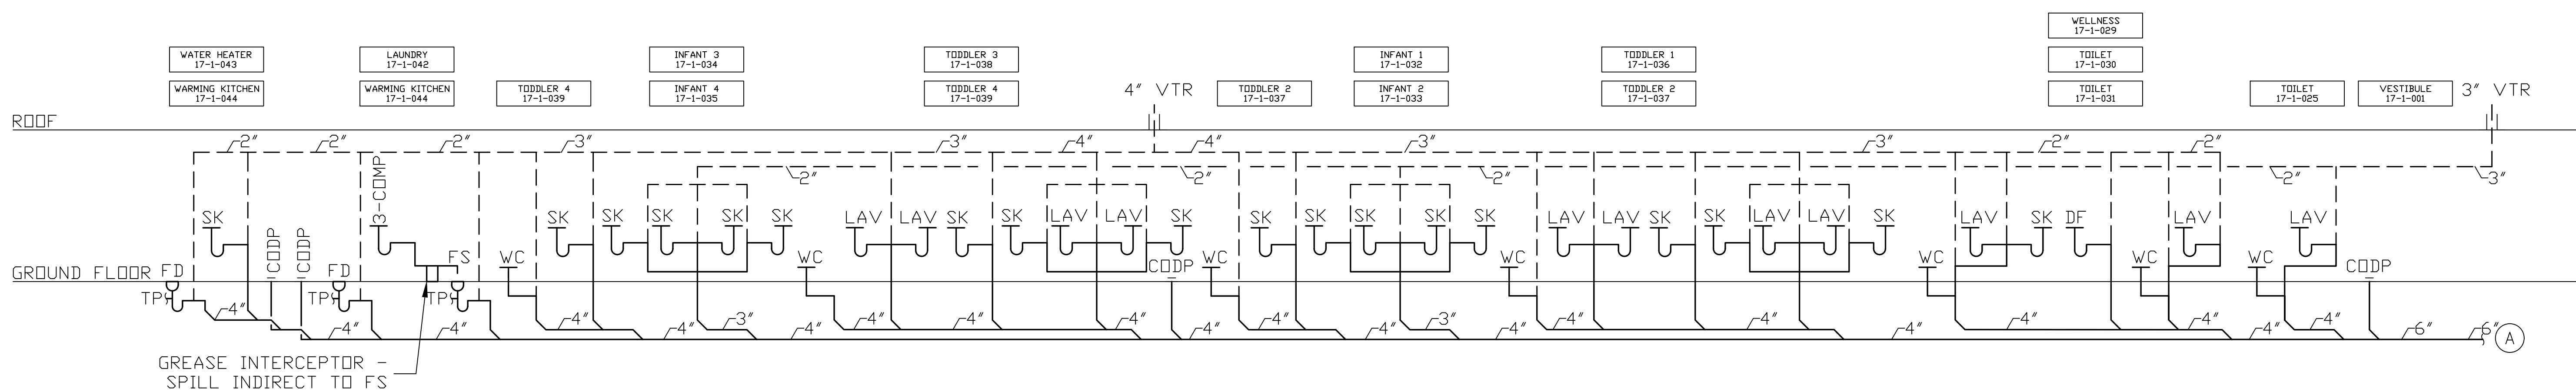 WELLNESS
17-1-029
WATER HEATER
17-1-043
LAUNDRY
17-1-042
INFANT 3
17-1-034
TODDLER 3
17-1-038
INFANT 1
17-1-032
TODDLER 1
17-1-036
TOILET
17-1-030
WARMING KITCHEN
17-1-044
WARMING KITCHEN
17-1-044
TODDLER 4
17-1-039
INFANT 4
17-1-035
TODDLER 4
17-1-039
4" VTR
TODDLER 2
17-1-037
INFANT 2
17-1-033
TODDLER 2
17-1-037
TOILET
17-1-031
TOILET
17-1-025
VESTIBULE
17-1-001
3" VTR
ROOF
2" 2" 2" 3" 3" 4" 4" 3" 3" 2" 2"
2" 2" 2" 2" 3"
3-COMP
SK SK SK SK SK SK LAV LAV SK SK LAV LAV SK SK SK SK SK SK LAV LAV SK SK LAV LAV SK LAV SK DF LAV LAV
CODP CODP
GROUND FLOOR FD FD FS WC WC CODP WC WC WC WC WC CODP
TP TP TP
4" 4" 3" 4" 4" 4" 4" 3" 4" 4" 4" 4" 4"
4" 4" 4" 4" 4" 4" 4" 4" 4" 6" 6" A
GREASE INTERCEPTOR -
SPILL INDIRECT TO FS